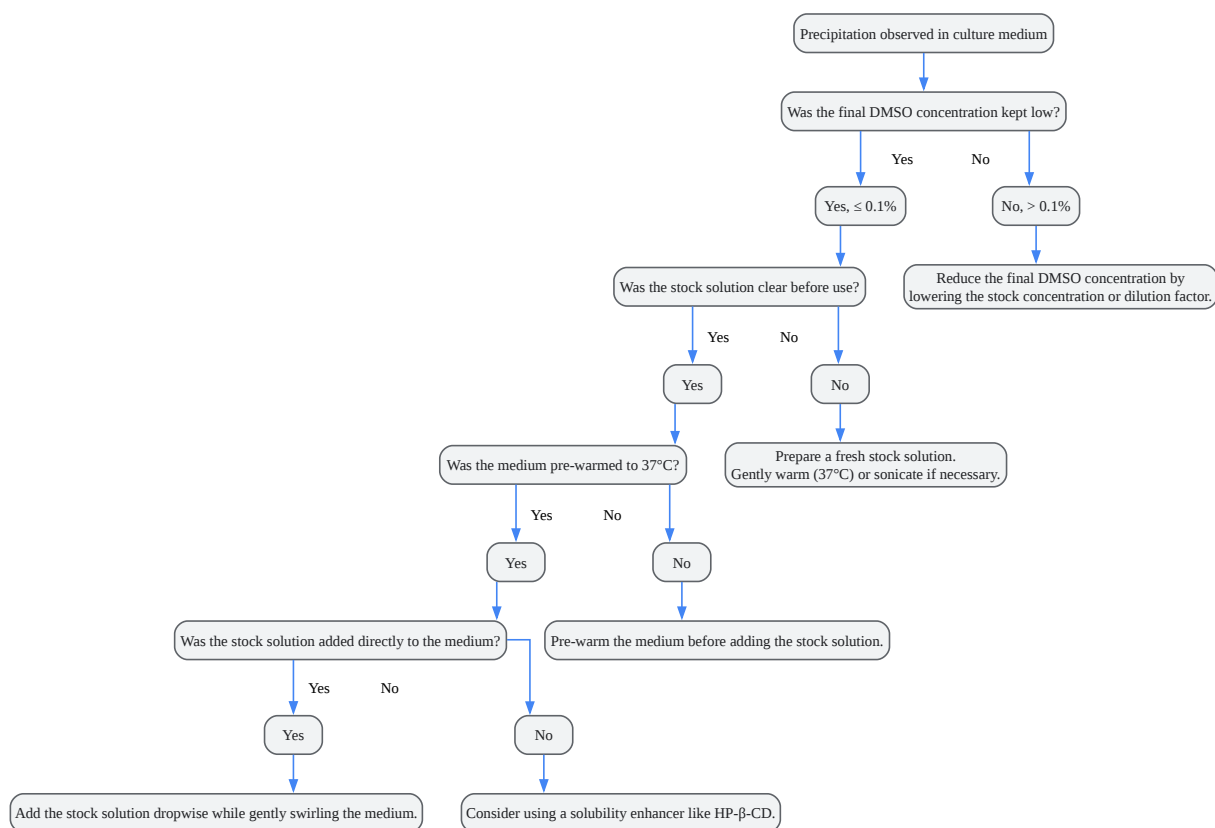 Precipitation observed in culture medium
Was the final DMSO concentration kept low?
Yes
No
Yes, ≤ 0.1%
No, > 0.1%
Was the stock solution clear before use?
Reduce the final DMSO concentration by
lowering the stock concentration or dilution factor.
Yes
No
Yes
No
Was the medium pre-warmed to 37°C?
Prepare a fresh stock solution.
Gently warm (37°C) or sonicate if necessary.
Yes
No
Yes
No
Was the stock solution added directly to the medium?
Pre-warm the medium before adding the stock solution.
Yes
No
Yes
No
Add the stock solution dropwise while gently swirling the medium.
Consider using a solubility enhancer like HP-β-CD.